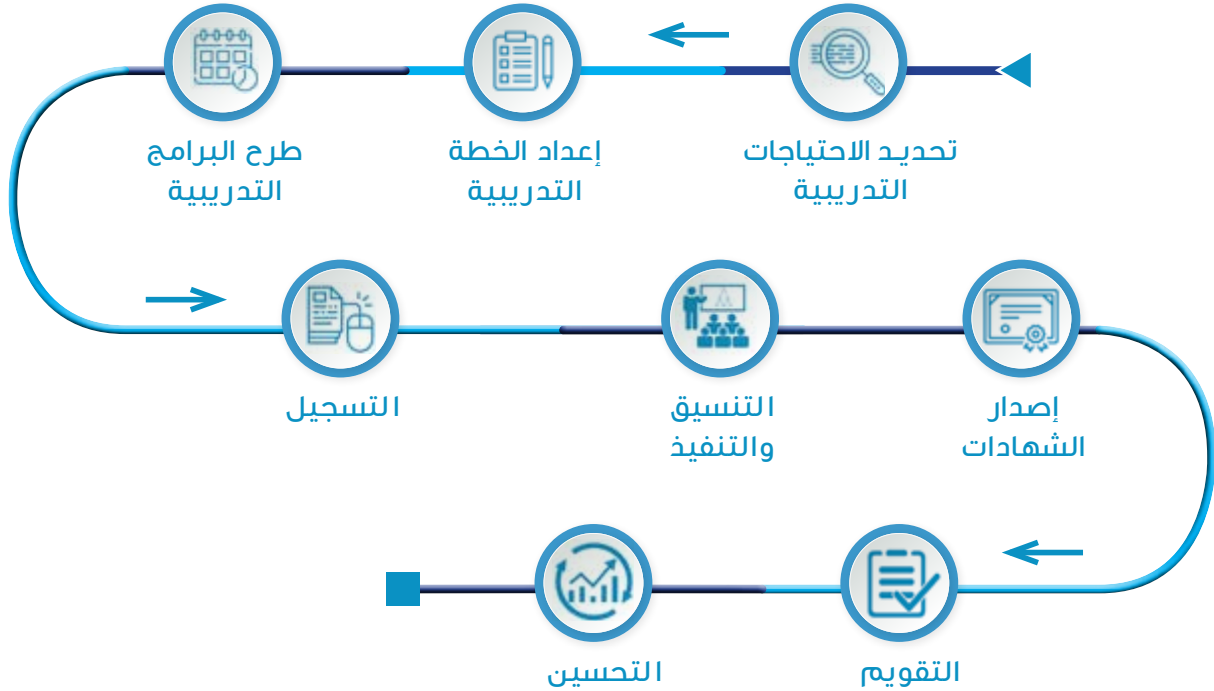 تحديد الاحتياجات
التدريبية
إعداد الخطة
التدريبية
طرح البرامج
التدريبية
التسجيل
التنسيق
والتنفيذ
إصدار
الشهادات
التقويم
التحسين